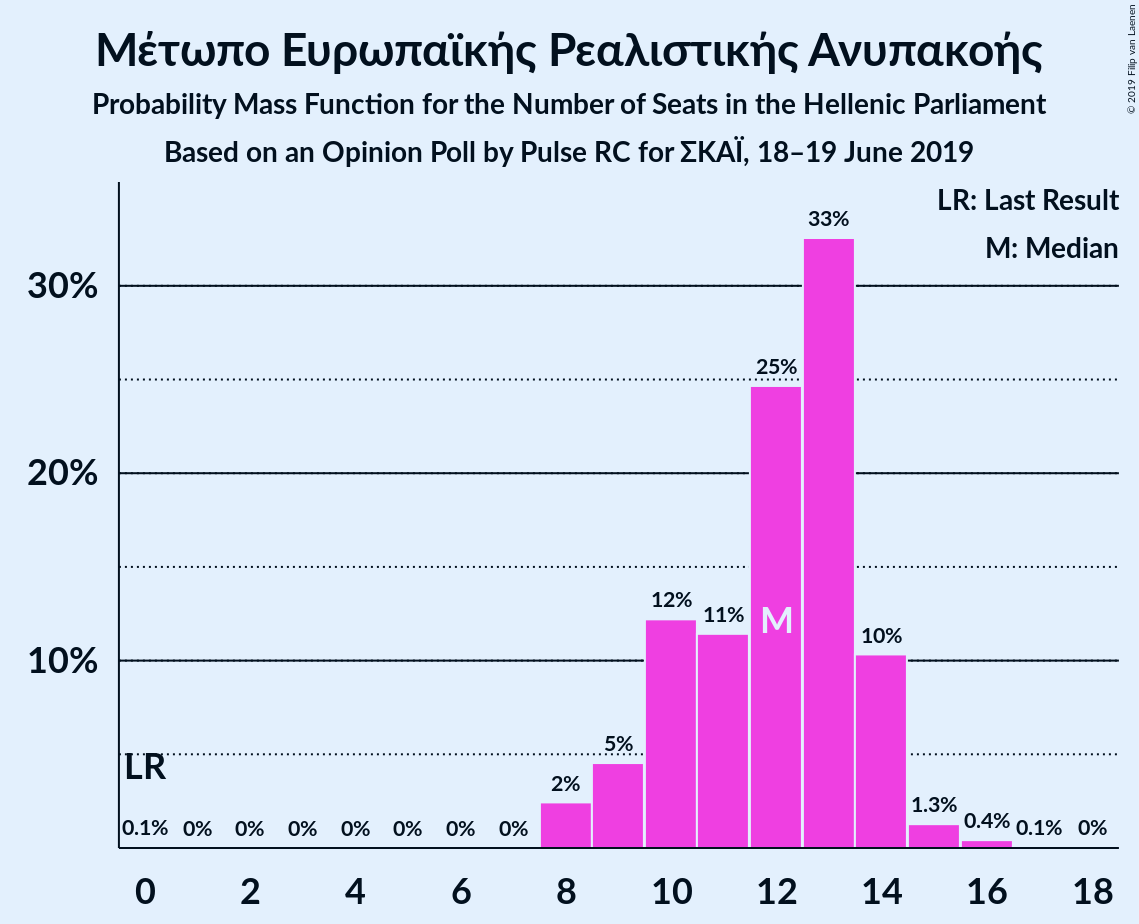 Μέτωπο Ευρωπαϊκής Ρεαλιστικής Ανυπακοής
Probability Mass Function for the Number of Seats in the Hellenic Parliament
Based on an Opinion Poll by Pulse RC for ΣΚΑΪ, 18–19 June 2019
© 2019 Filip van Laenen
LR: Last Result
M: Median
33%
30%
25%
20%
12%
11%
M
10%
10%
5%
LR
2%
1.3%
0.4%
0.1% 0% 0% 0% 0% 0% 0% 0% 0.1% 0%
0 2 4 6 8 10 12 14 16 18